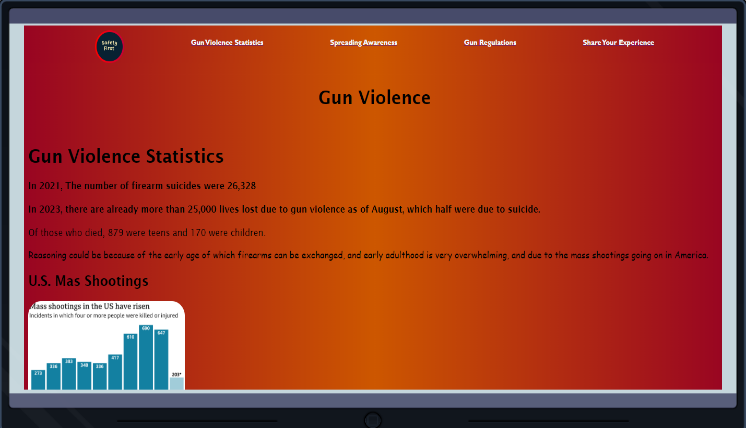 Safety
First
Gun Violence Statistics
Spreading Awareness
Gun Regulations
Share Your Experience
Gun Violence
Gun Violence Statistics
In 2021, The number of firearm suicides were 26,328
In 2023, there are already more than 25,000 lives lost due to gun violence as of August, which half were due to suicide.
Of those who died, 879 were teens and 170 were children.
Reasoning could be because of the early age of which firearms can be exchanged, and early adulthood is very overwhelming, and due to the mass shootings going on in America.
U.S. Mas Shootings
Mass shootings in the US have risen
Incidents in which four or more people were killed or injured
690
647
610
417
383
348
336
336
273
203*